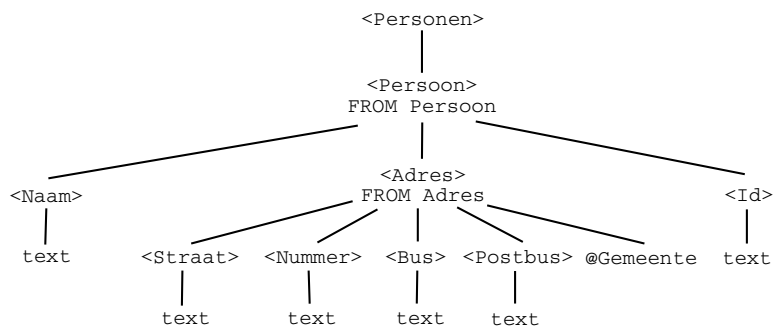 <Personen>
<Persoon>
FROM Persoon
<Adres>
<Naam> FROM Adres <Id>
text <Straat> <Nummer> <Bus> <Postbus> @Gemeente text
text text text text